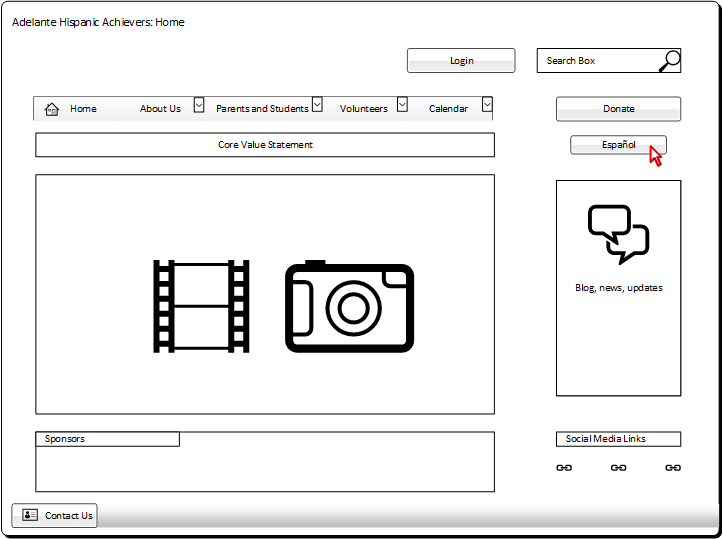 Adelante Hispanic Achievers: Home
Login
Search Box
Home
About Us
Parents and Students
Volunteers
Calendar
Donate
Core Value Statement
Español
Blog, news, updates
Sponsors
Social Media Links
Contact Us